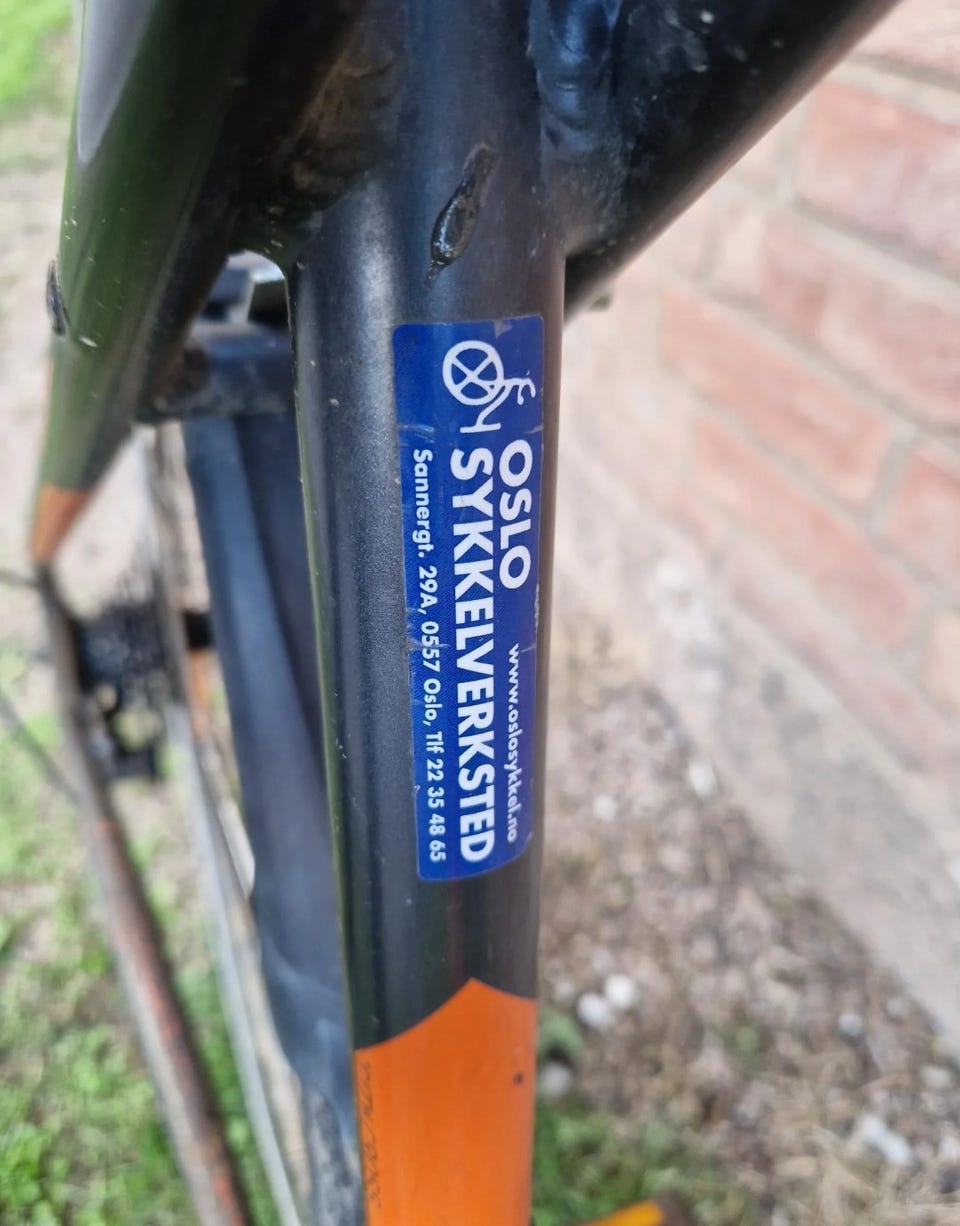 OSLO
www.oslosykkel.no
SYKKELVERKSTED
Sannergt. 29A, 0557 Oslo, Tlf 22 35 48 65